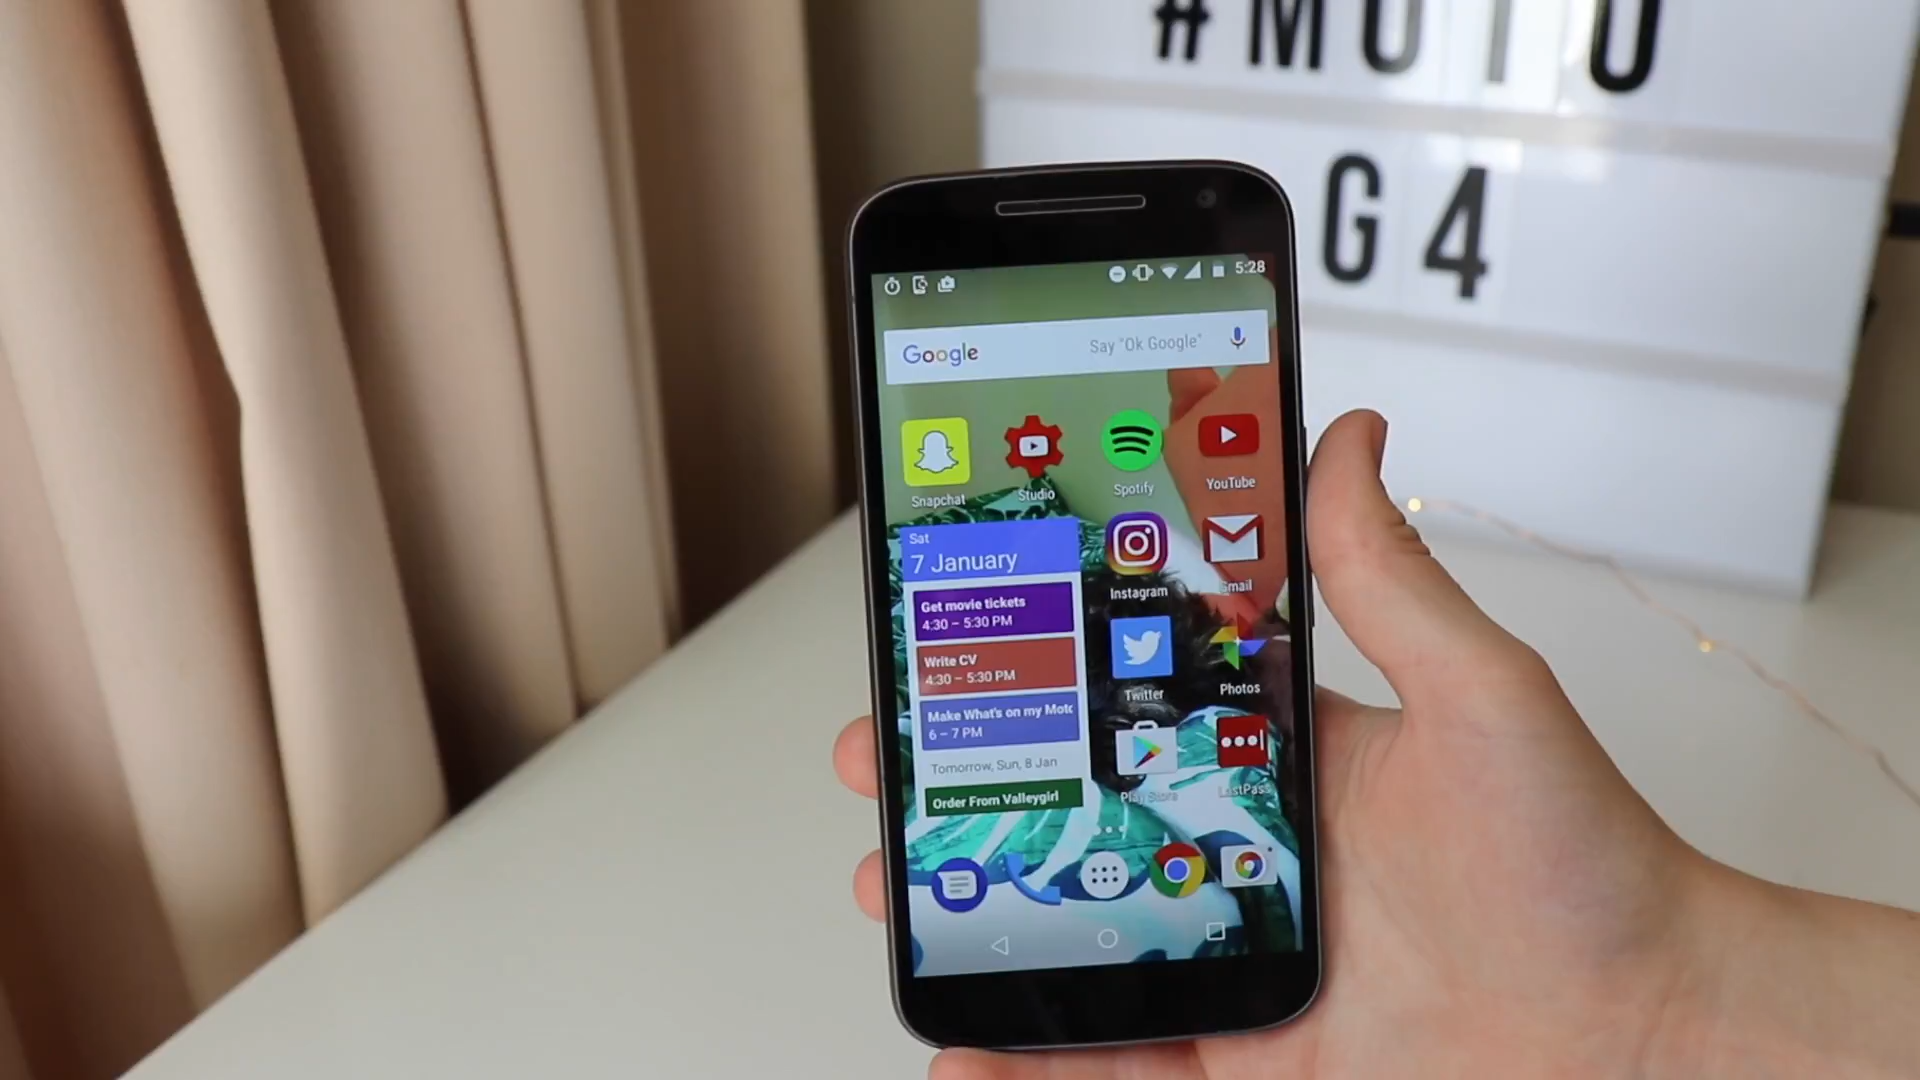 #MOTO
G4
5:28
Google Say "Ok Google"
Snapchat Studio Spotify YouTube
Sat
7 January
Get movie tickets
4:30 – 5:30 PM
Write CV
4:30 – 5:30 PM
Make What's on my Moto
6 – 7 PM
Tomorrow, Sun, 8 Jan
Order From Valleygirl
Instagram Gmail
Twitter Photos
Play Store LastPass